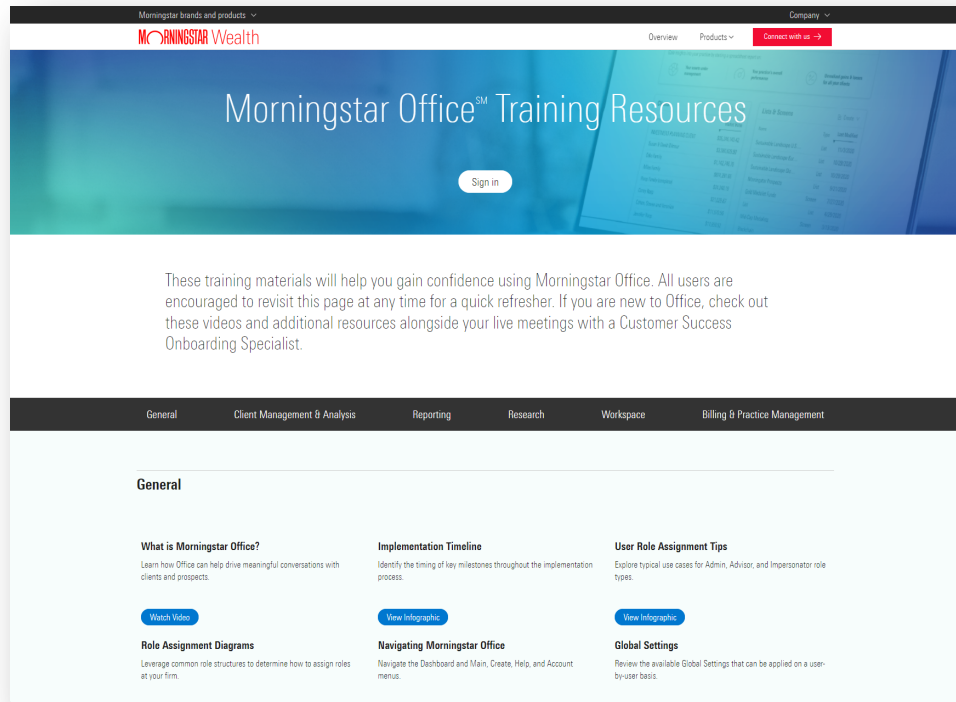 Morningstar brands and products
Company
MORNINGSTAR Wealth
Overview
Products
Connect with us →
Morningstar Office℠ Training Resources
Sign in
These training materials will help you gain confidence using Morningstar Office. All users are
encouraged to revisit this page at any time for a quick refresher. If you are new to Office, check out
these videos and additional resources alongside your live meetings with a Customer Success
Onboarding Specialist.
General
Client Management & Analysis
Reporting
Research
Workspace
Billing & Practice Management
General
What is Morningstar Office?
Learn how Office can help drive meaningful conversations with
clients and prospects.
Watch Video
Implementation Timeline
Identify the timing of key milestones throughout the implementation
process.
View Infographic
User Role Assignment Tips
Explore typical use cases for Admin, Advisor, and Impersonator role
types.
View Infographic
Role Assignment Diagrams
Leverage common role structures to determine how to assign roles
at your firm.
Navigating Morningstar Office
Navigate the Dashboard and Main, Create, Help, and Account
menus.
Global Settings
Review the available Global Settings that can be applied on a user-
by-user basis.